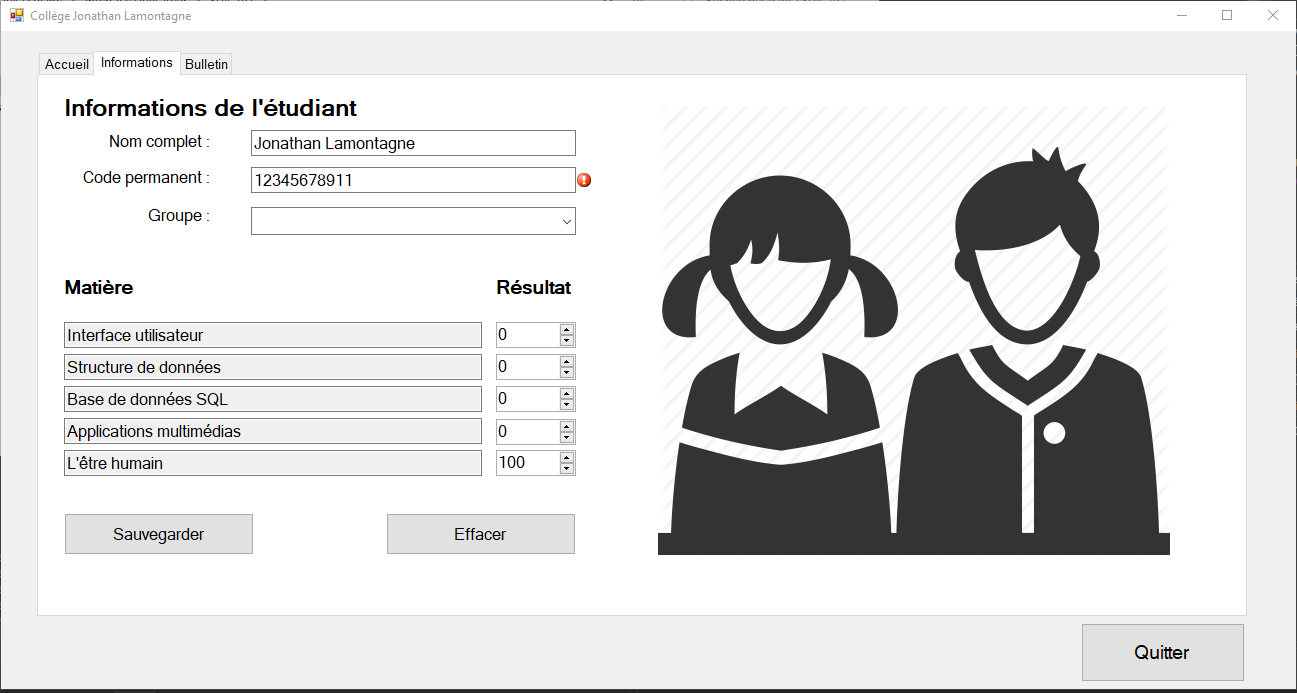 Collège Jonathan Lamontagne
Accueil Informations Bulletin
Informations de l'étudiant
Nom complet : Jonathan Lamontagne
Code permanent : 12345678911
Groupe :
Matière Résultat
Interface utilisateur 0
Structure de données 0
Base de données SQL 0
Applications multimédias 0
L'être humain 100
Sauvegarder Effacer
Quitter